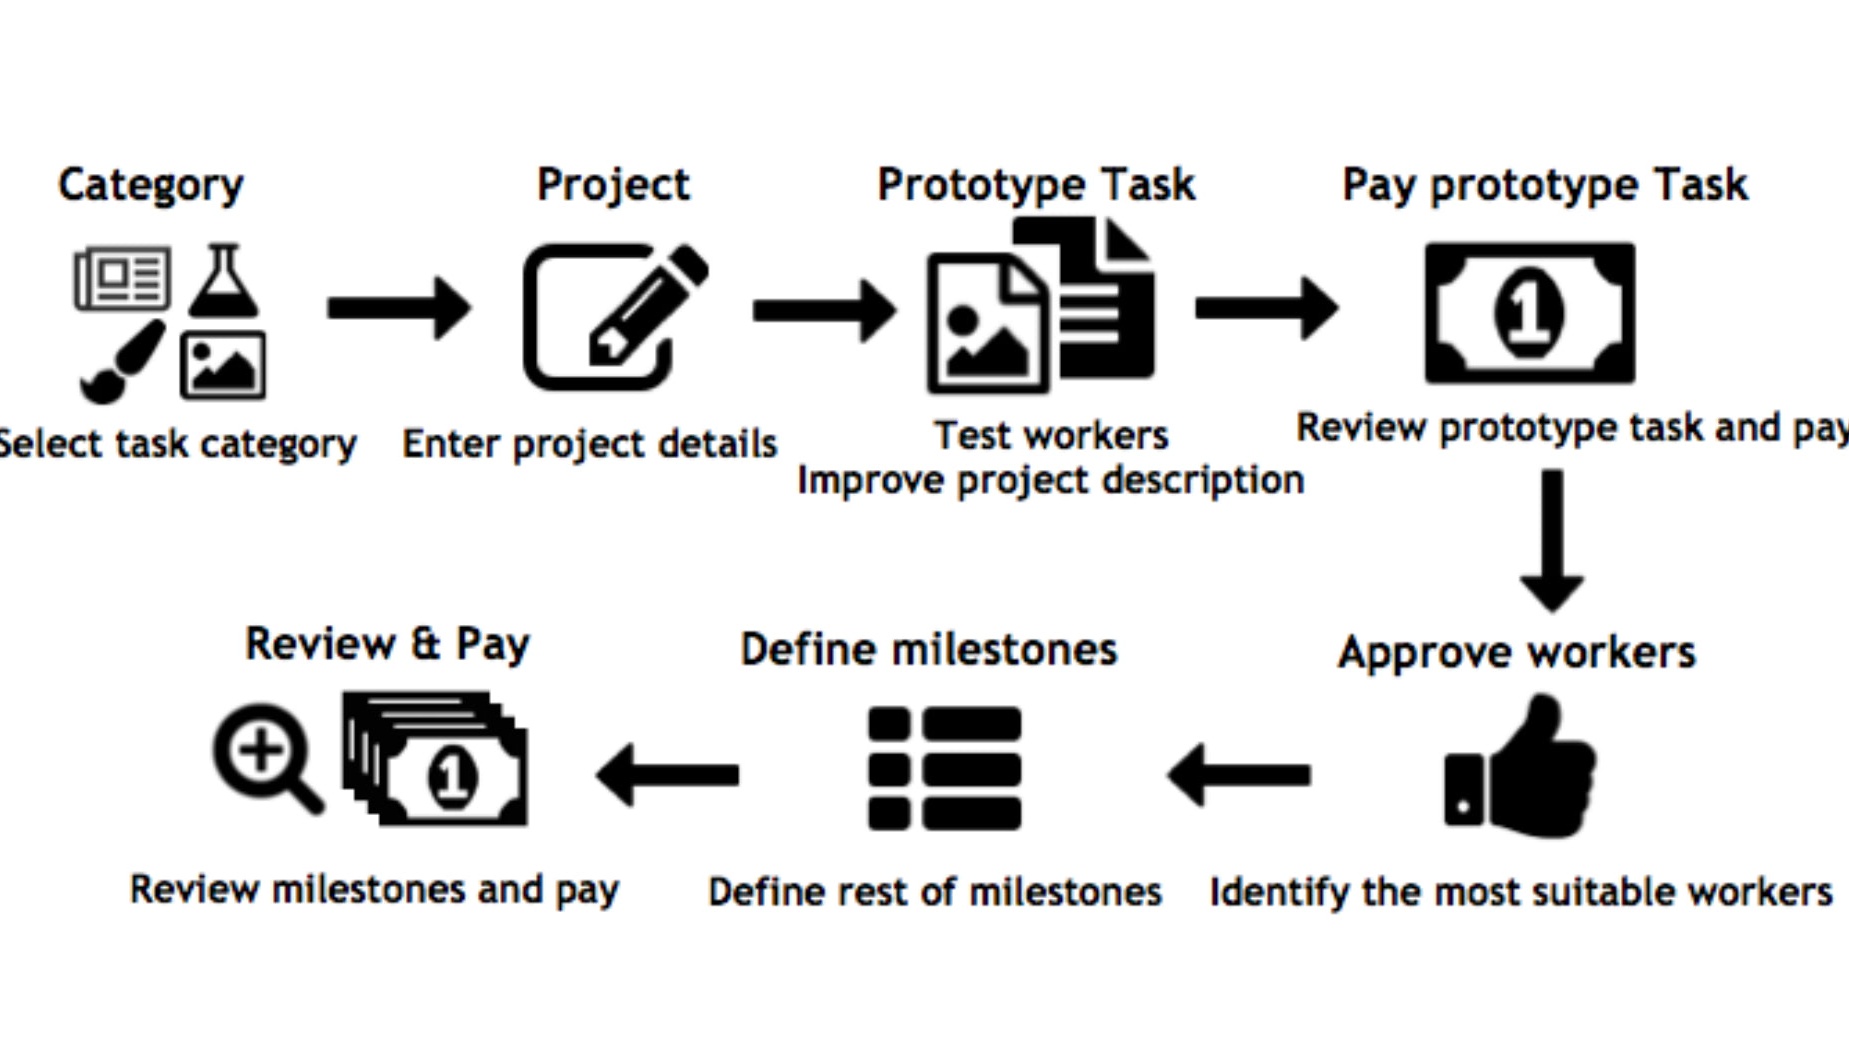 Category
Project
Prototype Task
Pay prototype Task
1
Select task category
Enter project details
Test workers
Improve project description
Review prototype task and pay
Approve workers
Define milestones
Review & Pay
1
Identify the most suitable workers
Define rest of milestones
Review milestones and pay